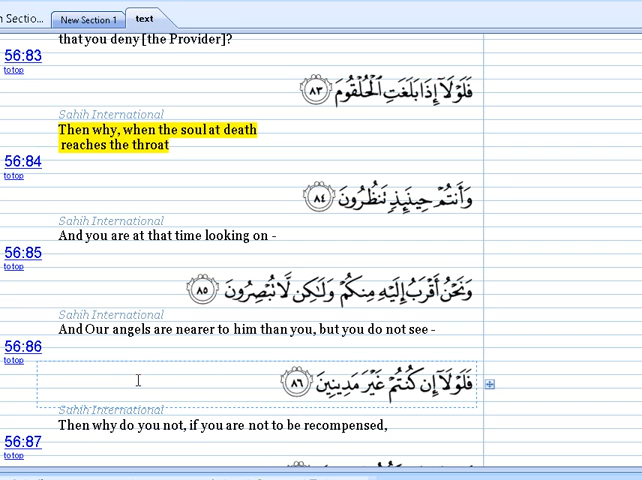 New Section 1
text
that you deny [the Provider]?
56:83
to top
فَلَوْلَآ إِذَا بَلَغَتِ ٱلْحُلْقُومَ ٨٣
Sahih International
Then why, when the soul at death
reaches the throat
56:84
to top
وَأَنتُمْ حِينَئِذٍ تَنظُرُونَ ٨٤
Sahih International
And you are at that time looking on -
56:85
to top
وَنَحْنُ أَقْرَبُ إِلَيْهِ مِنكُمْ وَلَٰكِن لَّا تُبْصِرُونَ ٨٥
Sahih International
And Our angels are nearer to him than you, but you do not see -
56:86
to top
فَلَوْلَآ إِن كُنتُمْ غَيْرَ مَدِينِينَ ٨٦
Sahih International
Then why do you not, if you are not to be recompensed,
56:87
to top